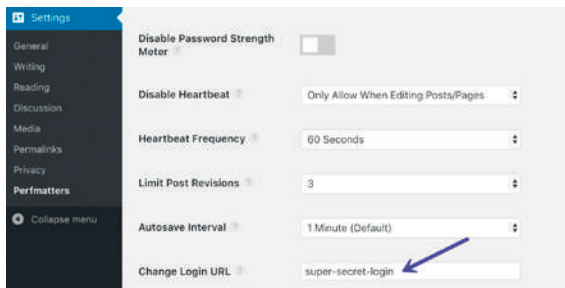 Settings
General
Writing
Reading
Discussion
Media
Permalinks
Privacy
Perfmatters
Collapse menu
Disable Password Strength
Meter ?
Disable Heartbeat ?
Only Allow When Editing Posts/Pages
Heartbeat Frequency ?
60 Seconds
Limit Post Revisions ?
3
Autosave Interval ?
1 Minute (Default)
Change Login URL ?
super-secret-login